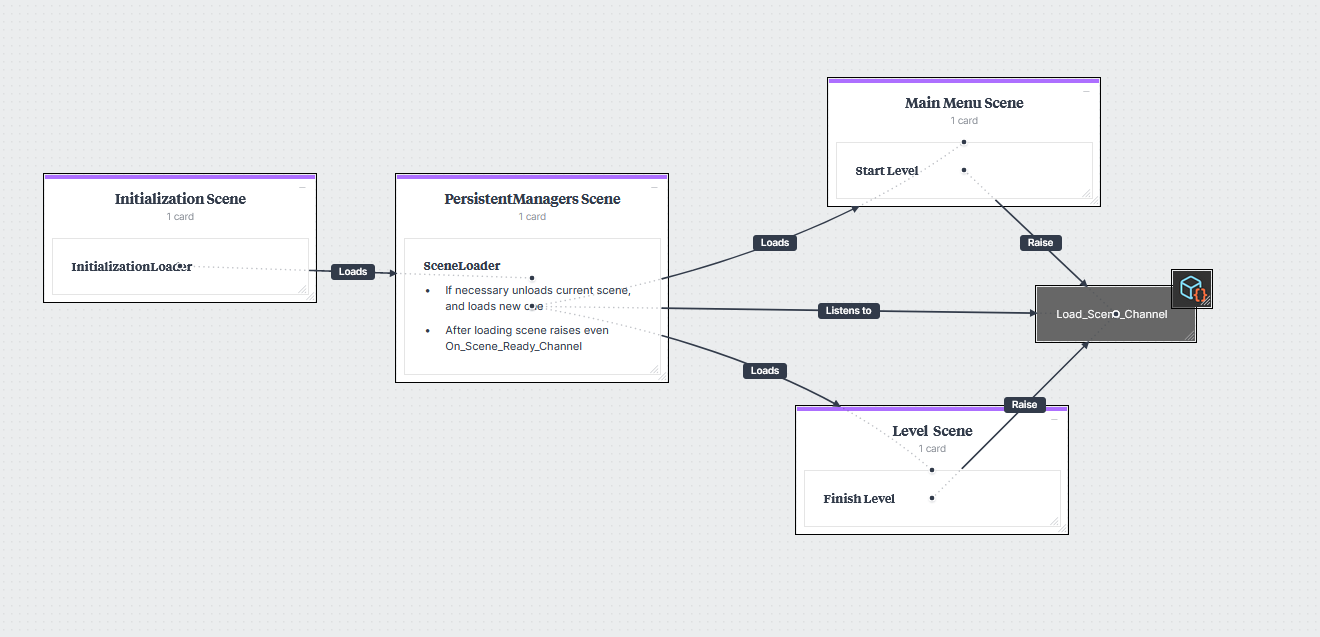 Initialization Scene
1 card
InitializationLoader
Loads
PersistentManagers Scene
1 card
SceneLoader
If necessary unloads current scene,
and loads new one
After loading scene raises even
On_Scene_Ready_Channel
Loads
Listens to
Loads
Main Menu Scene
1 card
Start Level
Raise
Load_Scene_Channel
{}
Raise
Level Scene
1 card
Finish Level